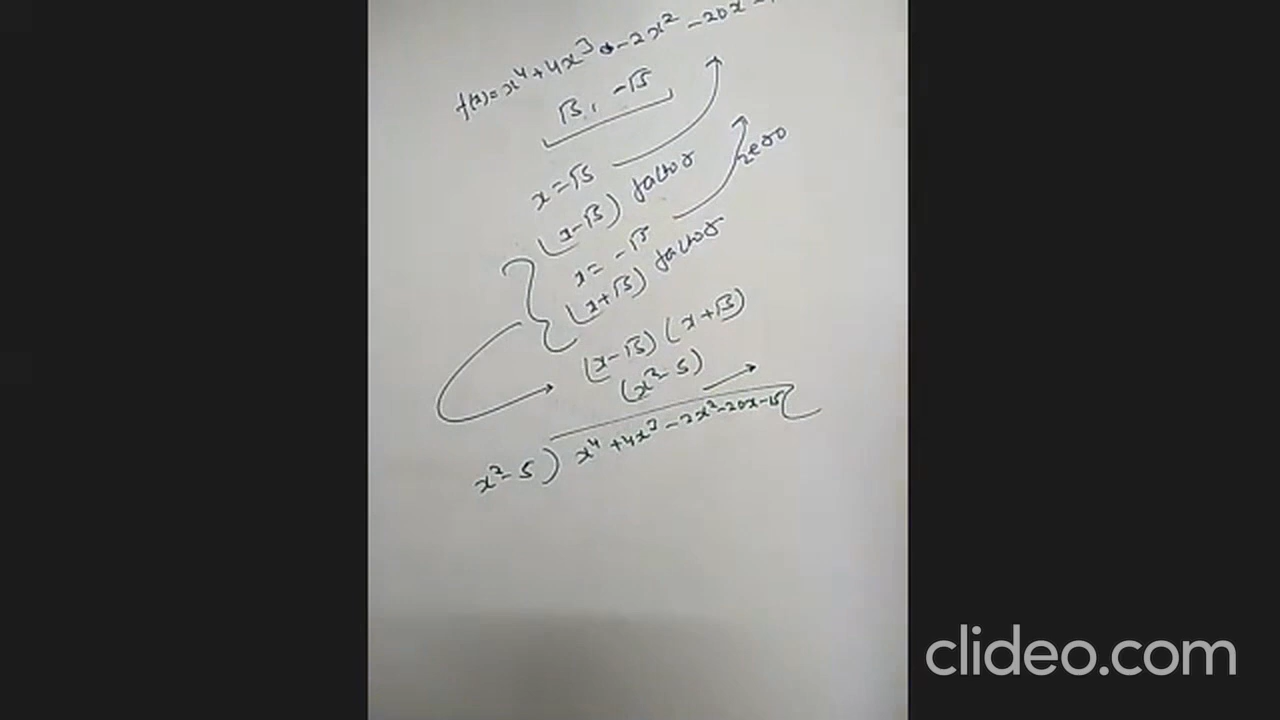 f(x) = x⁴ + 4x³ - 2x² - 20x -
√5, -√5
x = √5
(x-√5) factor
zero
x = -√5
(x+√5) factor
(x-√5) (x+√5)
(x²-5)
x²-5) x⁴ + 4x³ - 2x² - 20x - 15
clideo.com